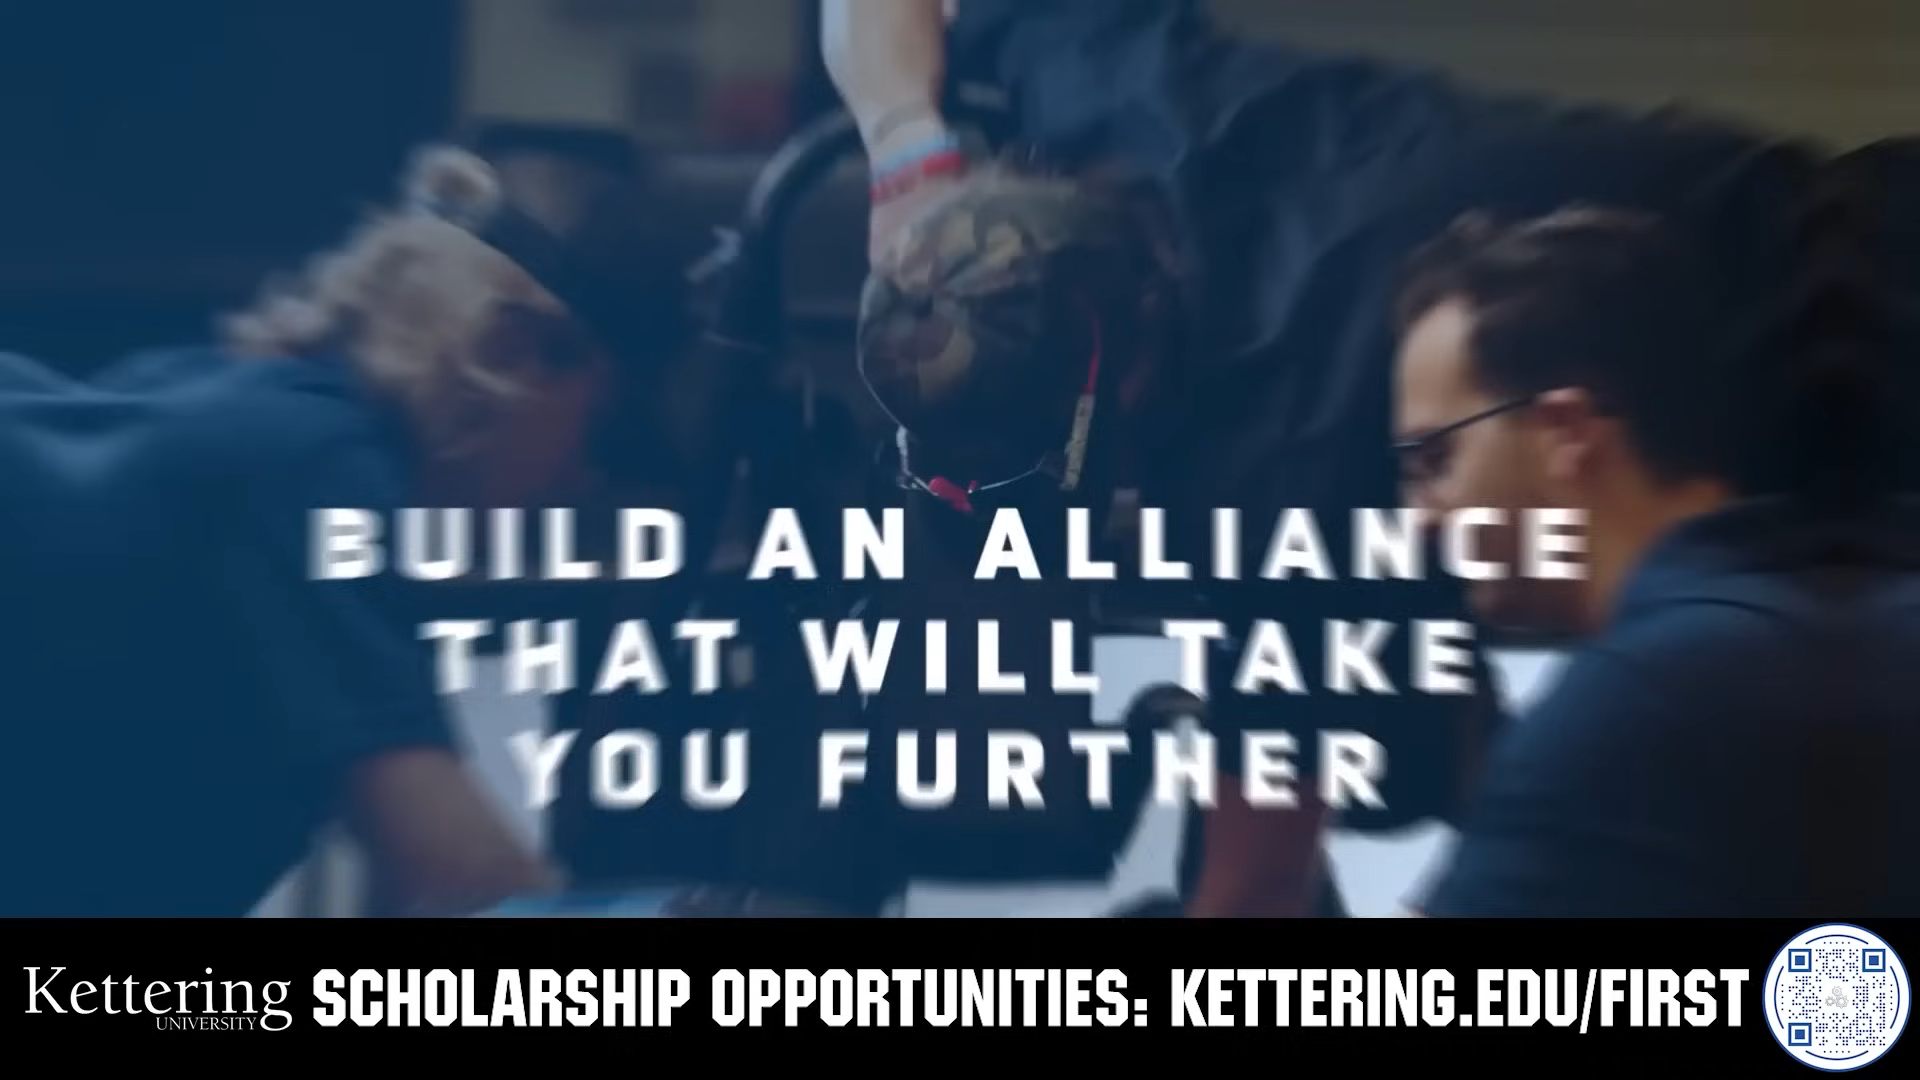 BUILD AN ALLIANCE
THAT WILL TAKE
YOU FURTHER
Kettering
UNIVERSITY
SCHOLARSHIP OPPORTUNITIES: KETTERING.EDU/FIRST